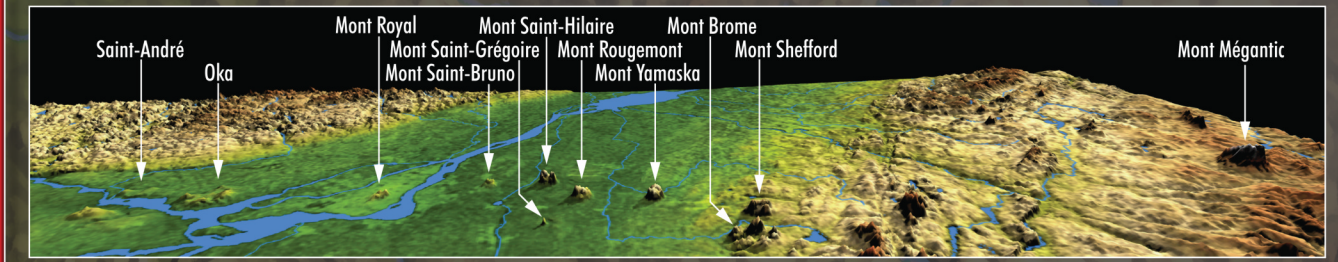 Saint-André
Oka
Mont Royal
Mont Saint-Hilaire
Mont Saint-Grégoire
Mont Saint-Bruno
Mont Rougemont
Mont Yamaska
Mont Brome
Mont Shefford
Mont Mégantic